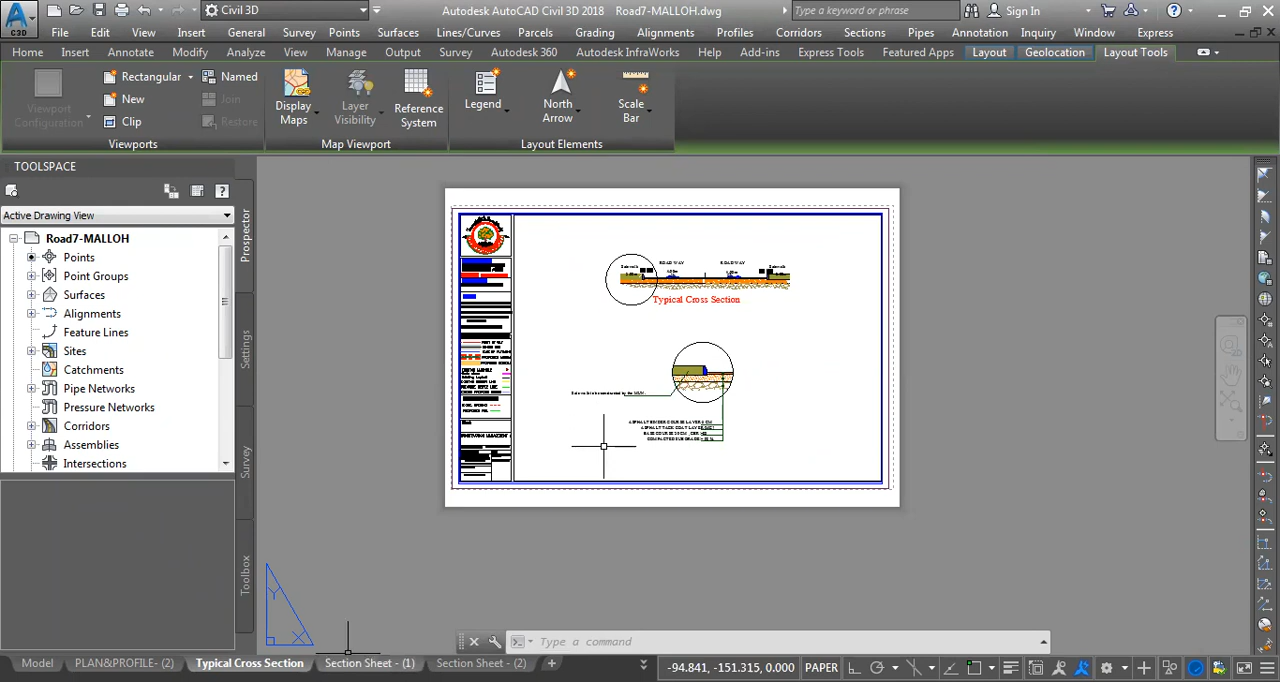 Civil 3D
Autodesk AutoCAD Civil 3D 2018 Road7-MALLOH.dwg
Type a keyword or phrase
Sign In
C3D
File Edit View Insert General Survey Points Surfaces Lines/Curves Parcels Grading Alignments Profiles Corridors Sections Pipes Annotation Inquiry Window Express
Home Insert Annotate Modify Analyze View Manage Output Survey Autodesk 360 Autodesk InfraWorks Help Add-ins Express Tools Featured Apps Layout Geolocation Layout Tools
Viewport Configuration
Rectangular
New
Clip
Named
Join
Restore
Viewports
Display Maps
Layer Visibility
Reference System
Map Viewport
Legend
North Arrow
Scale Bar
Layout Elements
TOOLSPACE
Active Drawing View
Road7-MALLOH
Points
Point Groups
Surfaces
Alignments
Feature Lines
Sites
Catchments
Pipe Networks
Pressure Networks
Corridors
Assemblies
Intersections
Prospector
Settings
Survey
Toolbox
ROADWAY ROADWAY
Typical Cross Section
Y
X
Type a command
Model PLAN&PROFILE- (2) Typical Cross Section Section Sheet - (1) Section Sheet - (2)
-94.841, -151.315, 0.000 PAPER